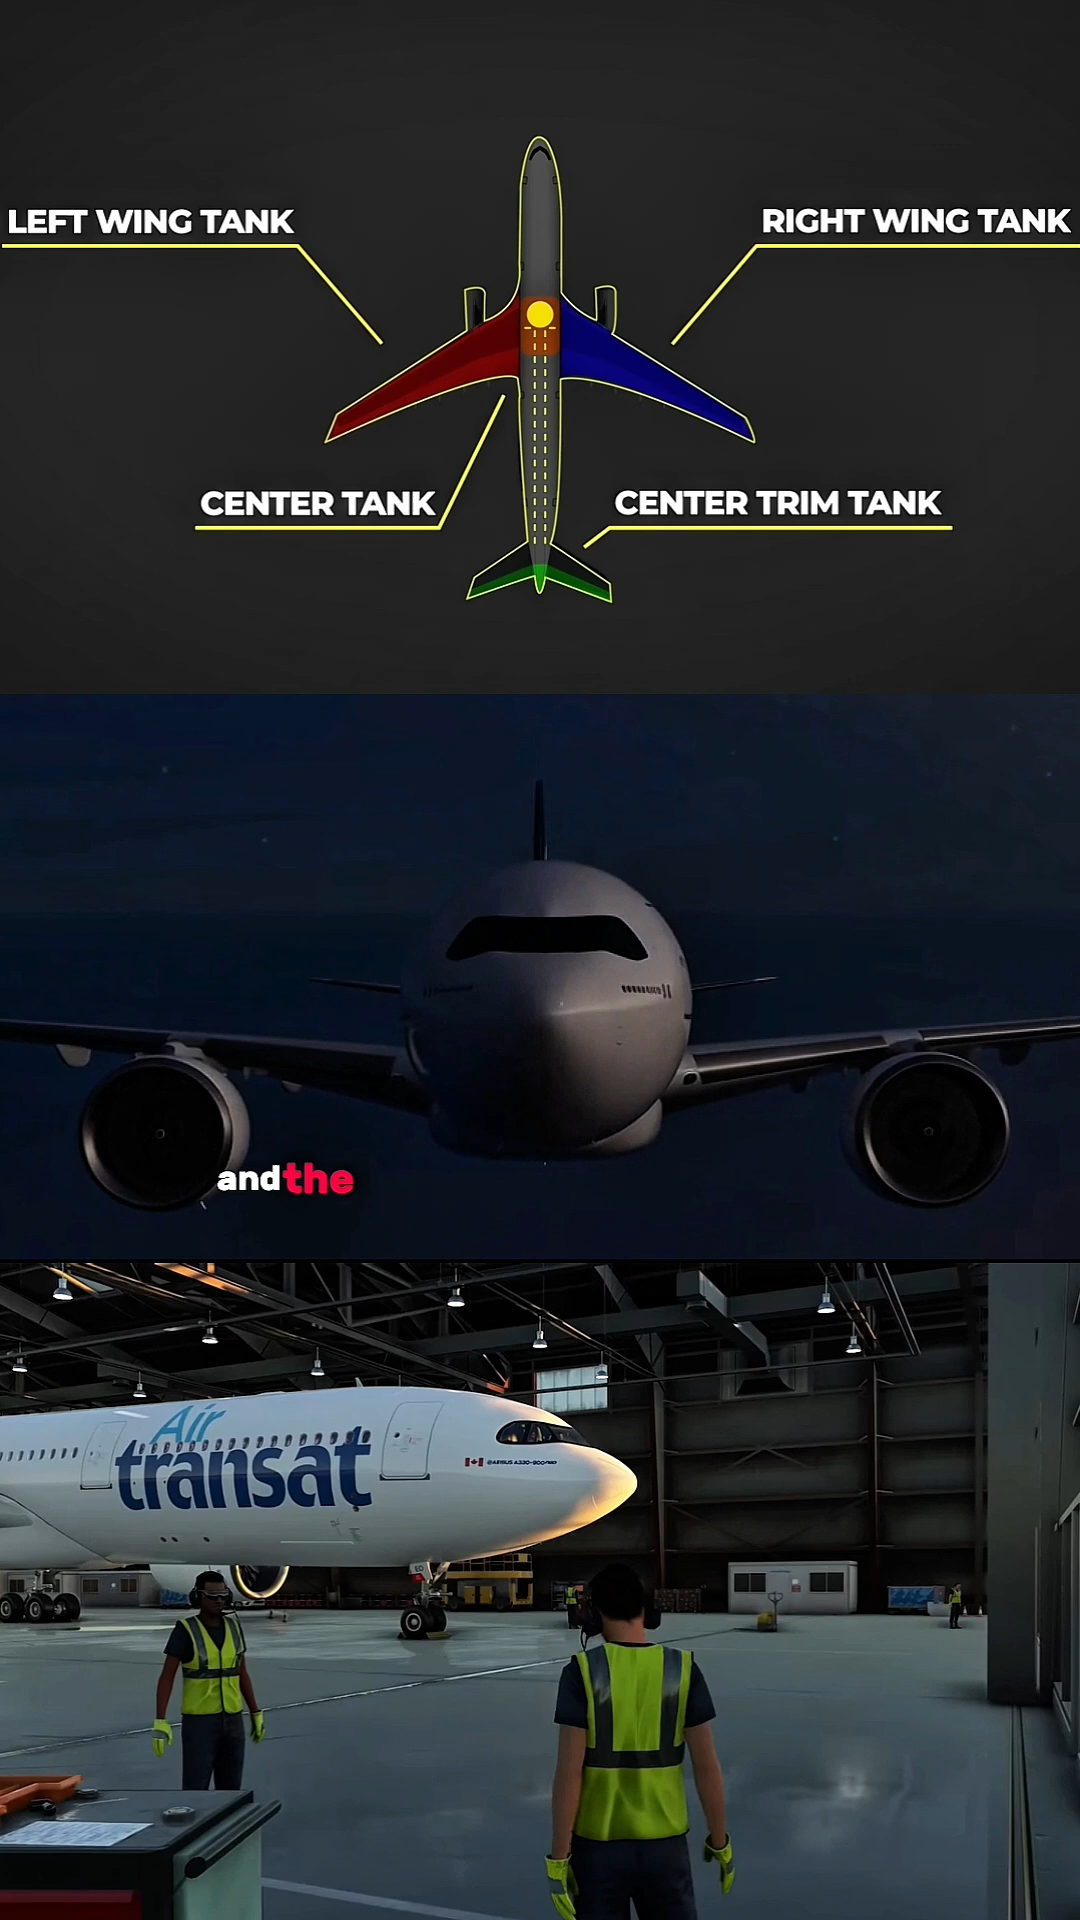 LEFT WING TANK
RIGHT WING TANK
CENTER TANK
CENTER TRIM TANK
and the
Air
transat